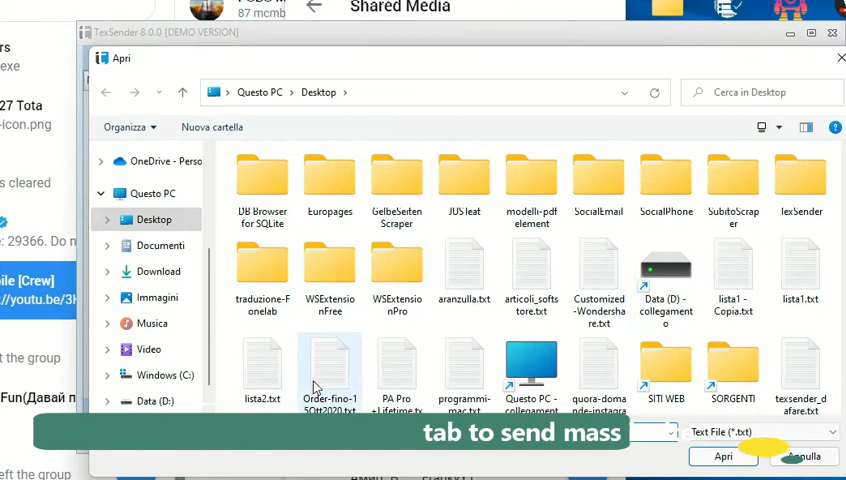 PODS M
87 mcmb
Shared Media
rs
exe
TexSender 8.0.0 [DEMO VERSION]
Apri
27 Tota
-icon.png
Questo PC
Desktop
Cerca in Desktop
Organizza
Nuova cartella
s cleared
: 29366. Do n
bile [Crew]
//youtu.be/3H
t the group
Fun(Давай п
eft the group
OneDrive - Perso
Questo PC
Desktop
Documenti
Download
Immagini
Musica
Video
Windows (C:)
Data (D:)
DB Browser for SQLite
Europages
GelbeSeiten Scraper
JUSTeat
modelli-pdf element
SocialEmail
SocialPhone
SubitoScraper
TexSender
traduzione-Fonelab
WSExtensionFree
WSExtensionPro
aranzulla.txt
articoli_softstore.txt
Customized-Wondershare.txt
Data (D) - collegamento
lista1 - Copia.txt
lista1.txt
lista2.txt
Order-fino-15Ott2020.txt
PA Pro +Lifetime.tx
programmi-mac.txt
Questo PC - collegament
quora-domande-instagra
SITI WEB
SORGENTI
texsender_dafare.txt
tab to send mass
Text File (*.txt)
Apri
Annulla